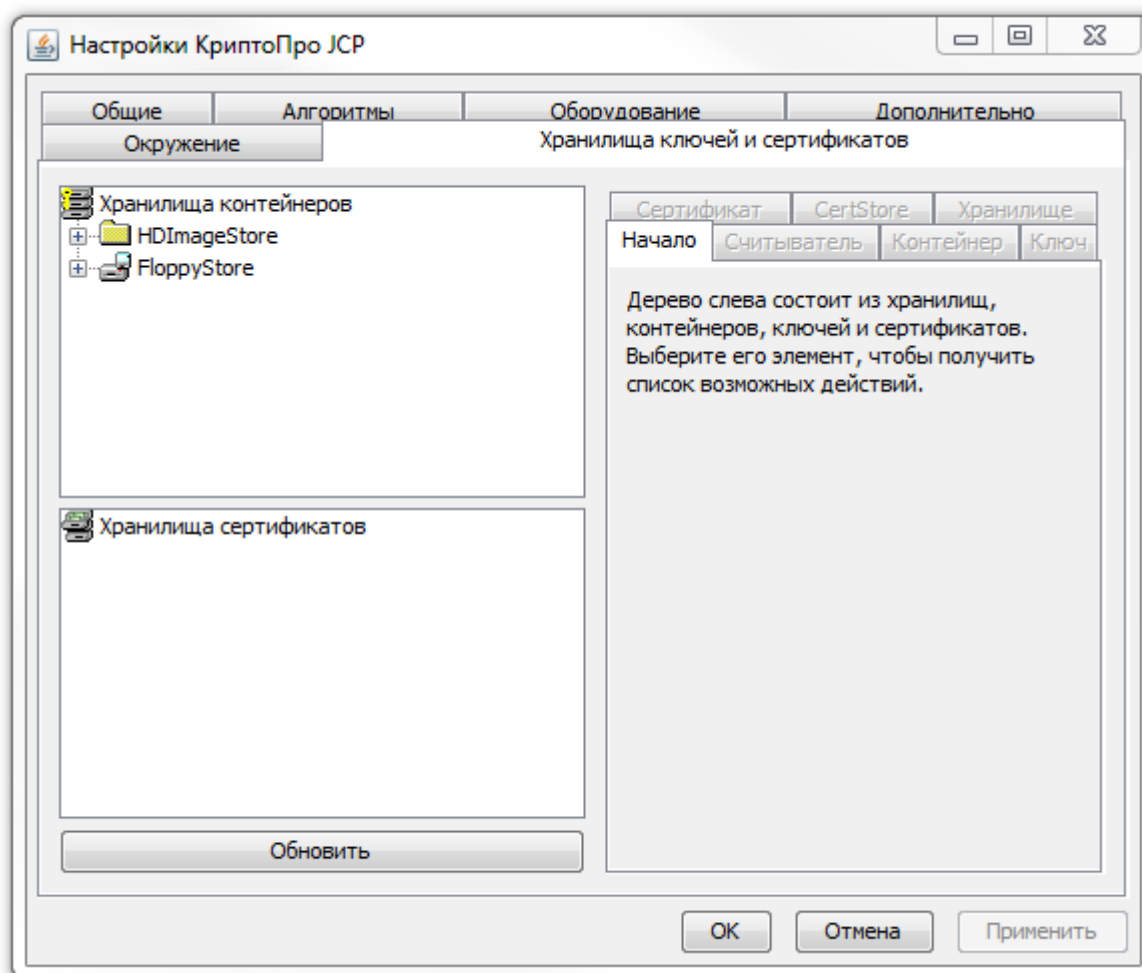 Настройки КриптоПро JCP
Общие
Алгоритмы
Оборудование
Дополнительно
Окружение
Хранилища ключей и сертификатов
Хранилища контейнеров
HDImageStore
FloppyStore
Хранилища сертификатов
Обновить
Сертификат
CertStore
Хранилище
Начало
Считыватель
Контейнер
Ключ
Дерево слева состоит из хранилищ,
контейнеров, ключей и сертификатов.
Выберите его элемент, чтобы получить
список возможных действий.
OK
Отмена
Применить